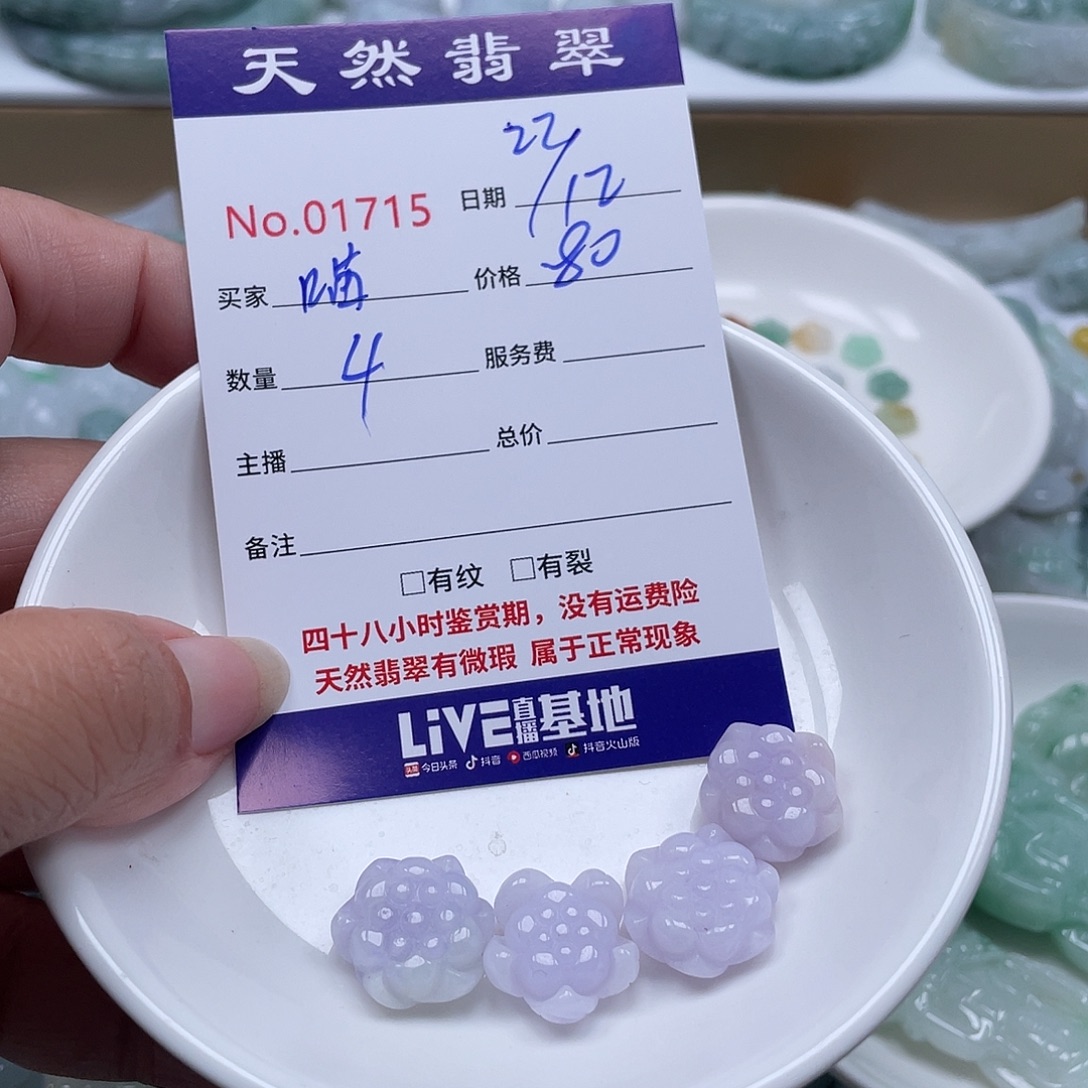 天然翡翠
22/12
No.01715 日期
买家 喵 价格 80
数量 4 服务费
主播 总价
备注
□有纹 □有裂
四十八小时鉴赏期，没有运费险
天然翡翠有微瑕 属于正常现象
LiVE直播基地
头条 今日头条 抖音 西瓜视频 抖音火山版